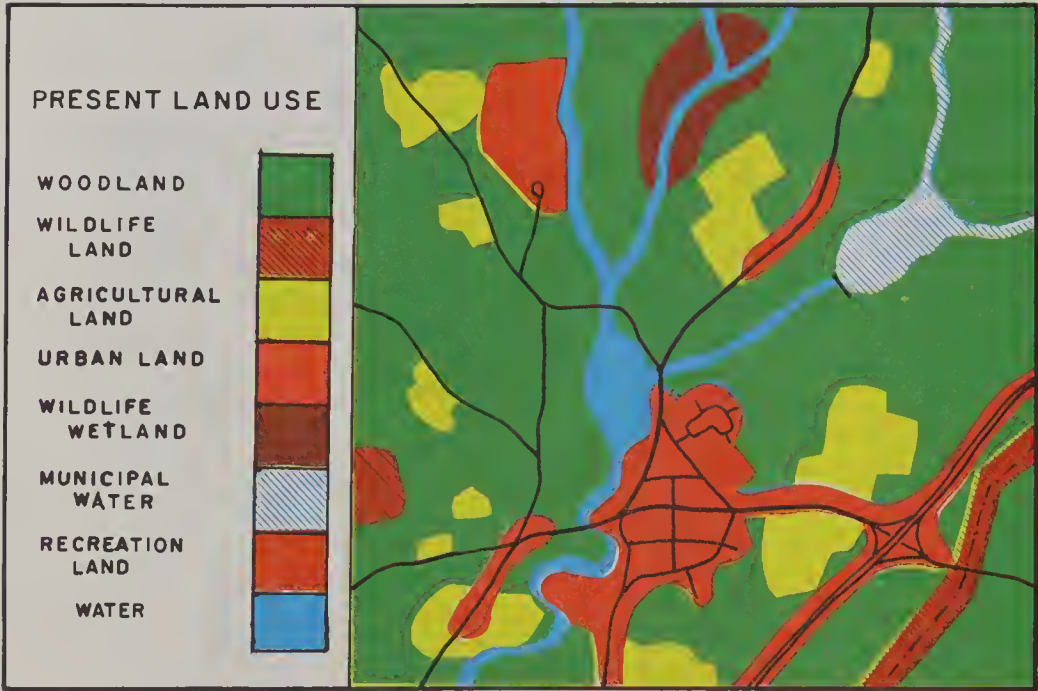 PRESENT LAND USE
WOODLAND
WILDLIFE
LAND
AGRICULTURAL
LAND
URBAN LAND
WILDLIFE
WETLAND
MUNICIPAL
WATER
RECREATION
LAND
WATER